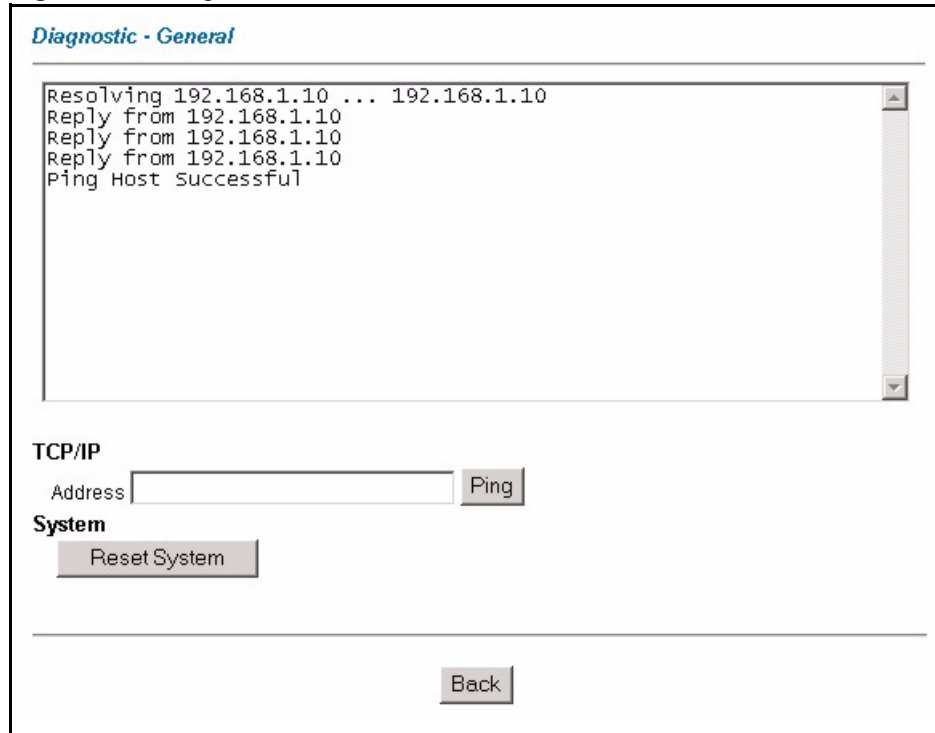 Diagnostic - General
Resolving 192.168.1.10 ... 192.168.1.10
Reply from 192.168.1.10
Reply from 192.168.1.10
Reply from 192.168.1.10
Ping Host Successful
TCP/IP
Address Ping
System
Reset System
Back